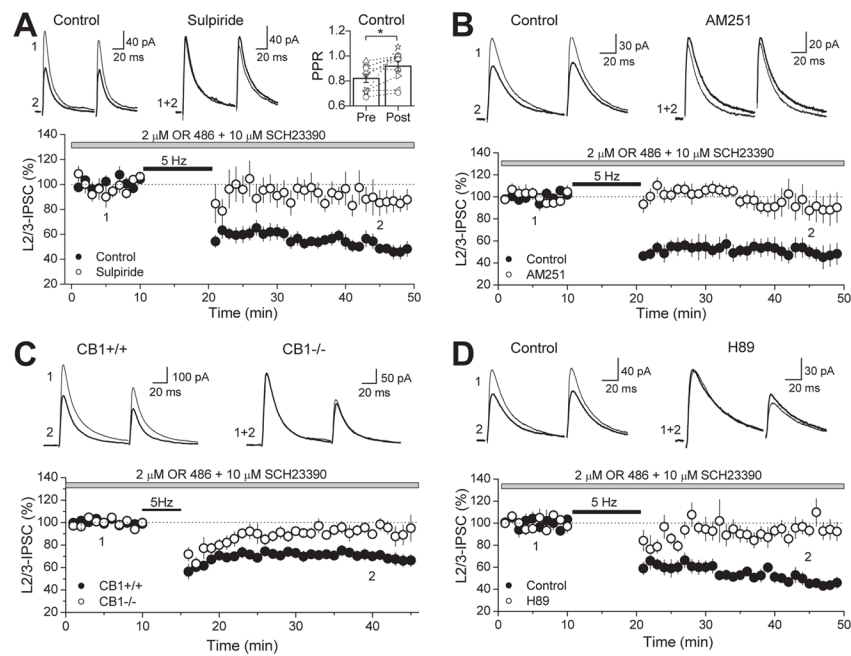 A
Control
Sulpiride
Control
40 pA
20 ms
40 pA
20 ms
1
2
1+2
PPR
1.2
1.0
0.8
0.6
*
Pre
Post
2 µM OR 486 + 10 µM SCH23390
5 Hz
L2/3-IPSC (%)
140
120
100
80
60
40
20
1
2
Control
Sulpiride
0
10
20
30
40
50
Time (min)
B
Control
AM251
30 pA
20 ms
20 pA
20 ms
1
2
1+2
2 µM OR 486 + 10 µM SCH23390
5 Hz
L2/3-IPSC (%)
140
120
100
80
60
40
20
1
2
Control
AM251
0
10
20
30
40
50
Time (min)
C
CB1+/+
CB1-/-
100 pA
20 ms
50 pA
20 ms
1
2
1+2
2 µM OR 486 + 10 µM SCH23390
5Hz
L2/3-IPSC (%)
140
120
100
80
60
40
20
1
2
CB1+/+
CB1-/-
0
10
20
30
40
Time (min)
D
Control
H89
40 pA
20 ms
30 pA
20 ms
1
2
1+2
2 µM OR 486 + 10 µM SCH23390
5 Hz
L2/3-IPSC (%)
140
120
100
80
60
40
20
1
2
Control
H89
0
10
20
30
40
50
Time (min)